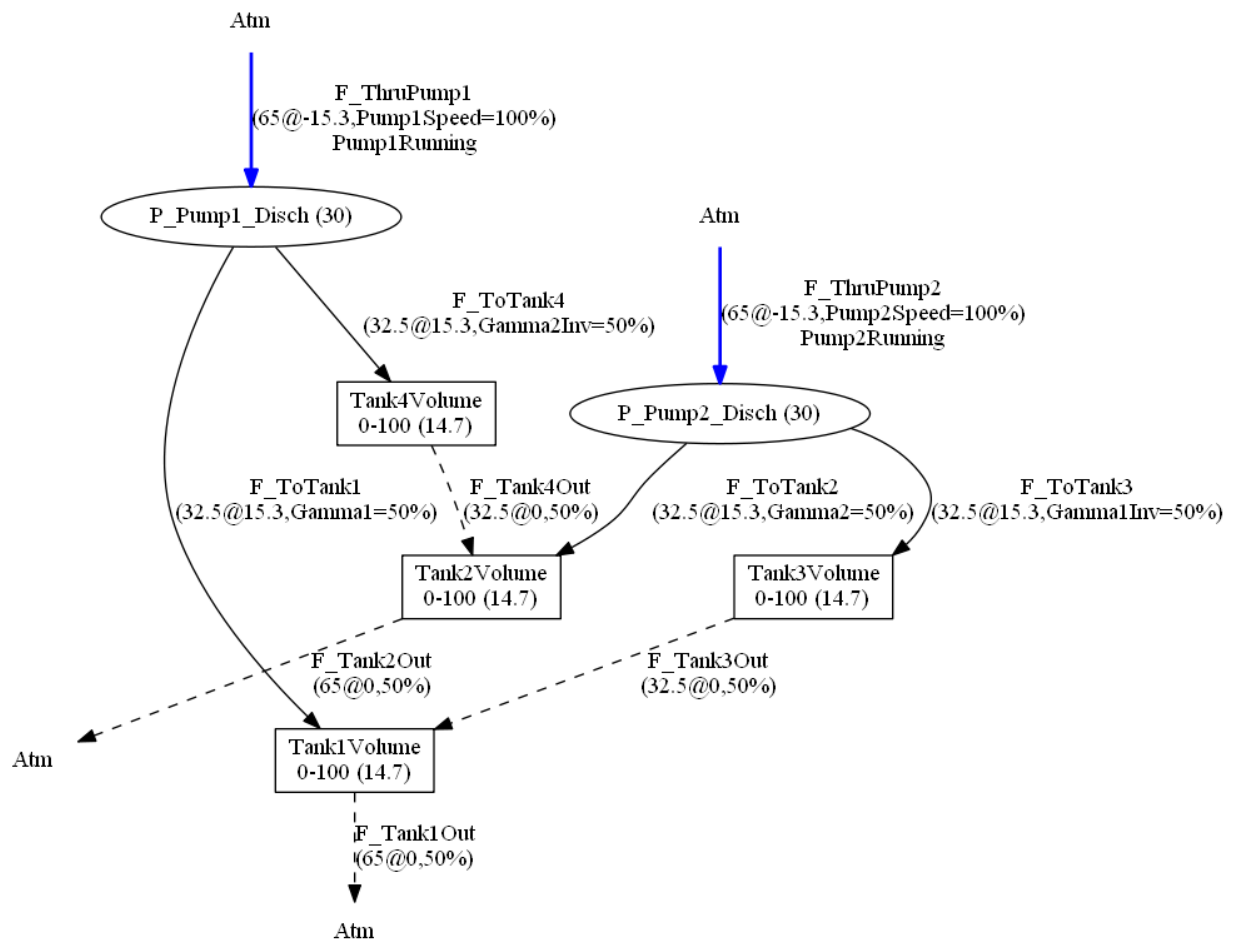 Atm
F_ThruPump1
(65@-15.3,Pump1Speed=100%)
Pump1Running
P_Pump1_Disch (30)
Atm
F_ToTank4
(32.5@15.3,Gamma2Inv=50%)
F_ThruPump2
(65@-15.3,Pump2Speed=100%)
Pump2Running
Tank4Volume
0-100 (14.7)
P_Pump2_Disch (30)
F_ToTank1
(32.5@15.3,Gamma1=50%)
F_Tank4Out
(32.5@0,50%)
F_ToTank2
(32.5@15.3,Gamma2=50%)
F_ToTank3
(32.5@15.3,Gamma1Inv=50%)
Tank2Volume
0-100 (14.7)
Tank3Volume
0-100 (14.7)
F_Tank2Out
(65@0,50%)
F_Tank3Out
(32.5@0,50%)
Atm
Tank1Volume
0-100 (14.7)
F_Tank1Out
(65@0,50%)
Atm